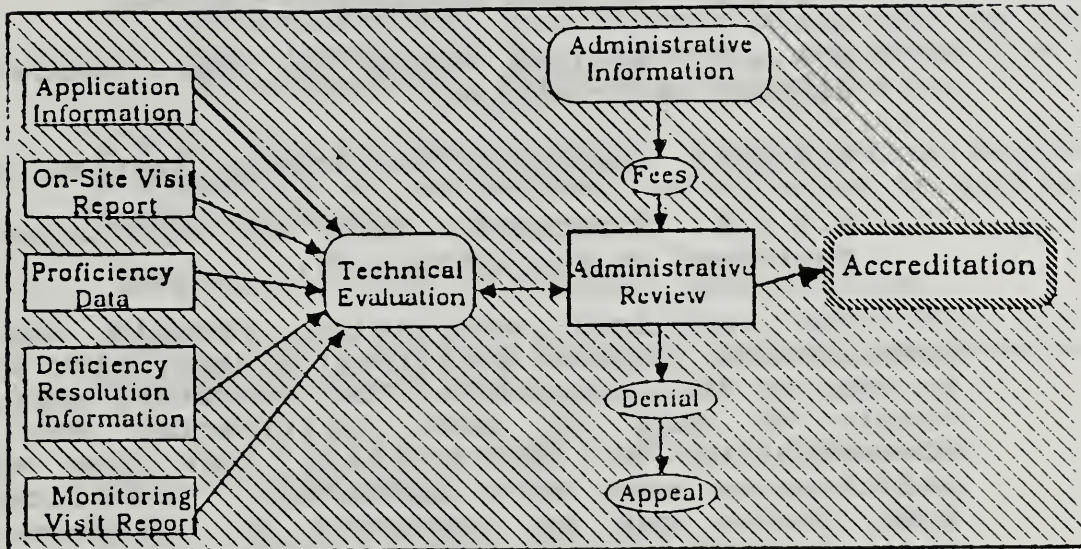 Application
Information
On-Site Visit
Report
Proficiency
Data
Deficiency
Resolution
Information
Monitoring
Visit Report
Technical
Evaluation
Administrative
Information
Fees
Administrative
Review
Denial
Appeal
Accreditation